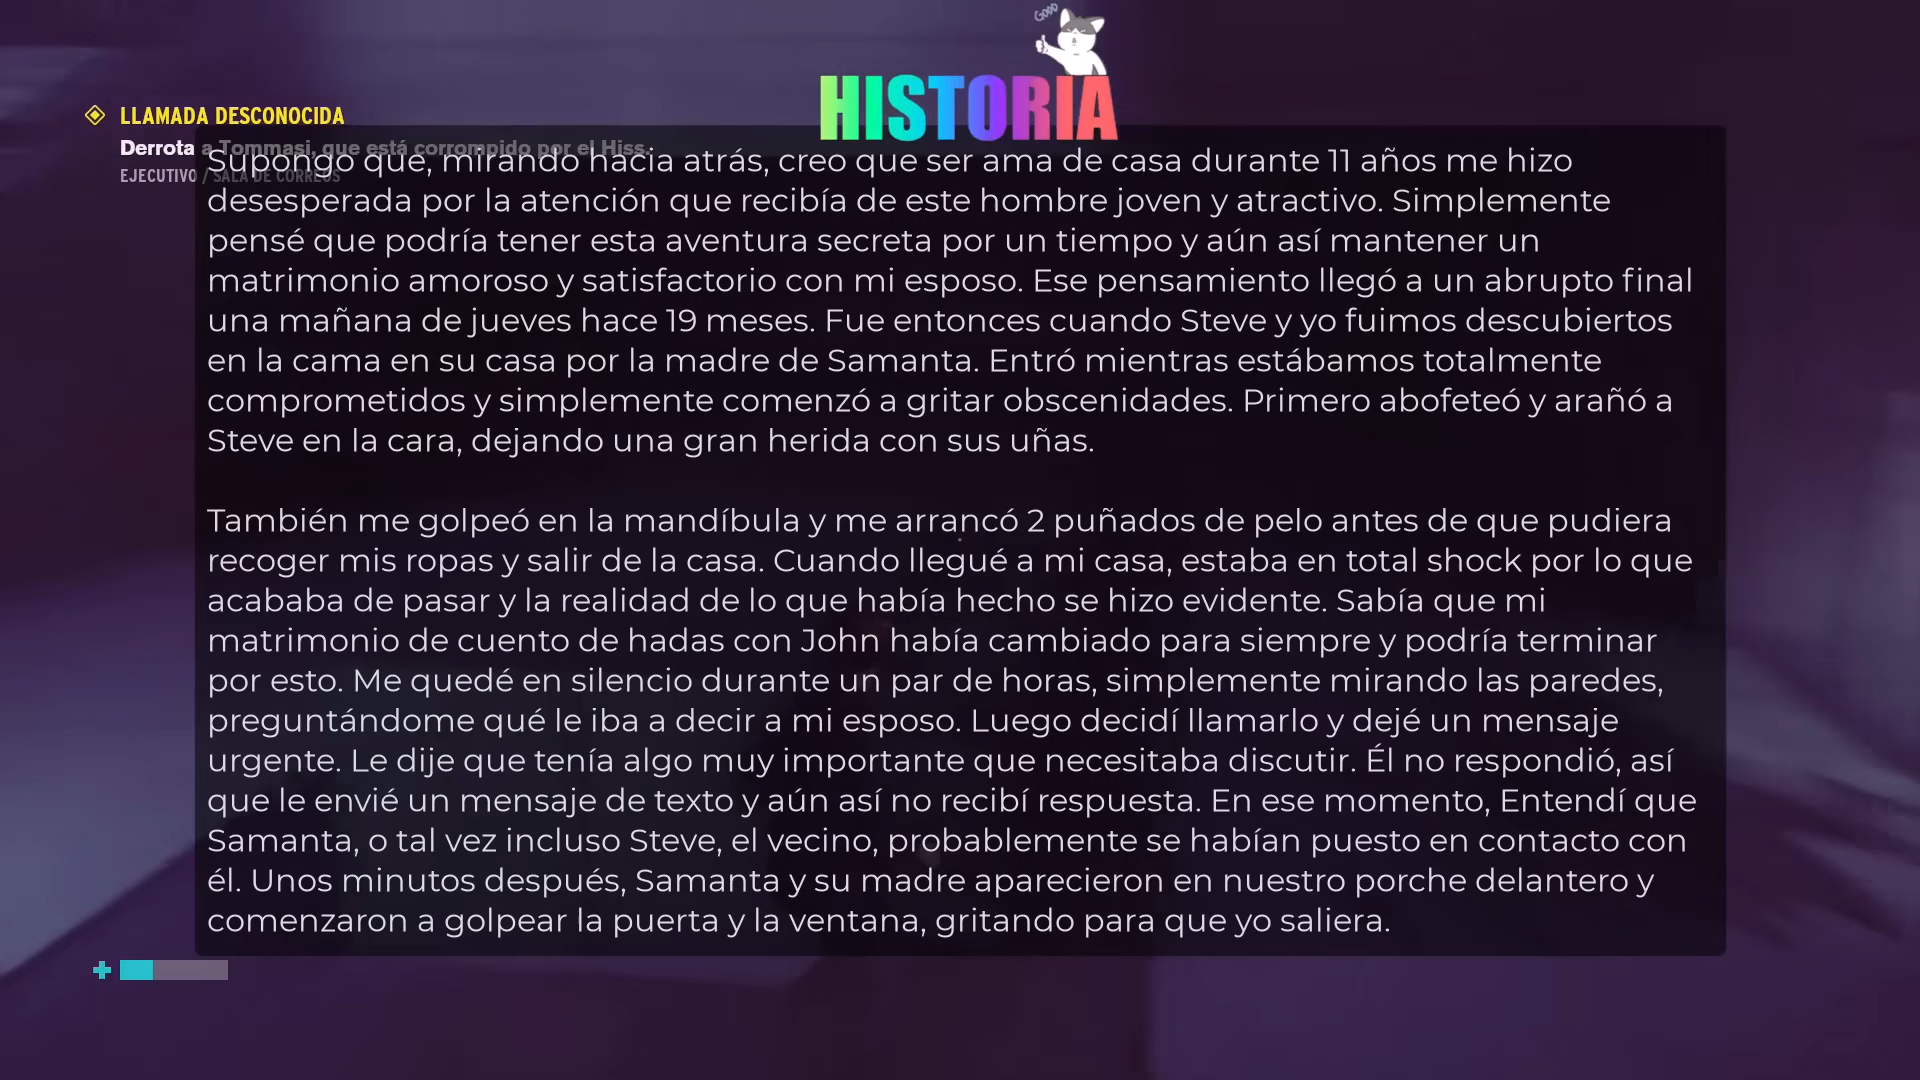 GOOD
HISTORIA
LLAMADA DESCONOCIDA
Derrota a Tommasi, que está corrompido por el Hiss.
EJECUTIVO / SALA DE CORREOS
Supongo que, mirando hacia atrás, creo que ser ama de casa durante 11 años me hizo
desesperada por la atención que recibía de este hombre joven y atractivo. Simplemente
pensé que podría tener esta aventura secreta por un tiempo y aún así mantener un
matrimonio amoroso y satisfactorio con mi esposo. Ese pensamiento llegó a un abrupto final
una mañana de jueves hace 19 meses. Fue entonces cuando Steve y yo fuimos descubiertos
en la cama en su casa por la madre de Samanta. Entró mientras estábamos totalmente
comprometidos y simplemente comenzó a gritar obscenidades. Primero abofeteó y arañó a
Steve en la cara, dejando una gran herida con sus uñas.
También me golpeó en la mandíbula y me arrancó 2 puñados de pelo antes de que pudiera
recoger mis ropas y salir de la casa. Cuando llegué a mi casa, estaba en total shock por lo que
acababa de pasar y la realidad de lo que había hecho se hizo evidente. Sabía que mi
matrimonio de cuento de hadas con John había cambiado para siempre y podría terminar
por esto. Me quedé en silencio durante un par de horas, simplemente mirando las paredes,
preguntándome qué le iba a decir a mi esposo. Luego decidí llamarlo y dejé un mensaje
urgente. Le dije que tenía algo muy importante que necesitaba discutir. Él no respondió, así
que le envié un mensaje de texto y aún así no recibí respuesta. En ese momento, Entendí que
Samanta, o tal vez incluso Steve, el vecino, probablemente se habían puesto en contacto con
él. Unos minutos después, Samanta y su madre aparecieron en nuestro porche delantero y
comenzaron a golpear la puerta y la ventana, gritando para que yo saliera.